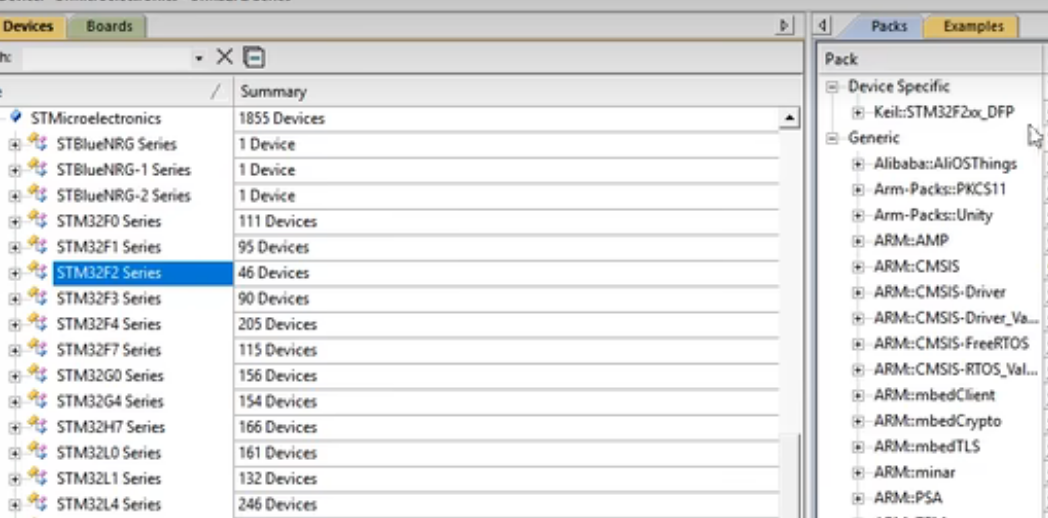 Devices Boards
h:
Summary
STMicroelectronics 1855 Devices
STBlueNRG Series 1 Device
STBlueNRG-1 Series 1 Device
STBlueNRG-2 Series 1 Device
STM32F0 Series 111 Devices
STM32F1 Series 95 Devices
STM32F2 Series 46 Devices
STM32F3 Series 90 Devices
STM32F4 Series 205 Devices
STM32F7 Series 115 Devices
STM32G0 Series 156 Devices
STM32G4 Series 154 Devices
STM32H7 Series 166 Devices
STM32L0 Series 161 Devices
STM32L1 Series 132 Devices
STM32L4 Series 246 Devices
Packs Examples
Pack
Device Specific
Keil::STM32F2xx_DFP
Generic
Alibaba::AliOSThings
Arm-Packs::PKCS11
Arm-Packs::Unity
ARM::AMP
ARM::CMSIS
ARM::CMSIS-Driver
ARM::CMSIS-Driver_Va...
ARM::CMSIS-FreeRTOS
ARM::CMSIS-RTOS_Val...
ARM::mbedClient
ARM::mbedCrypto
ARM::mbedTLS
ARM::minar
ARM::PSA